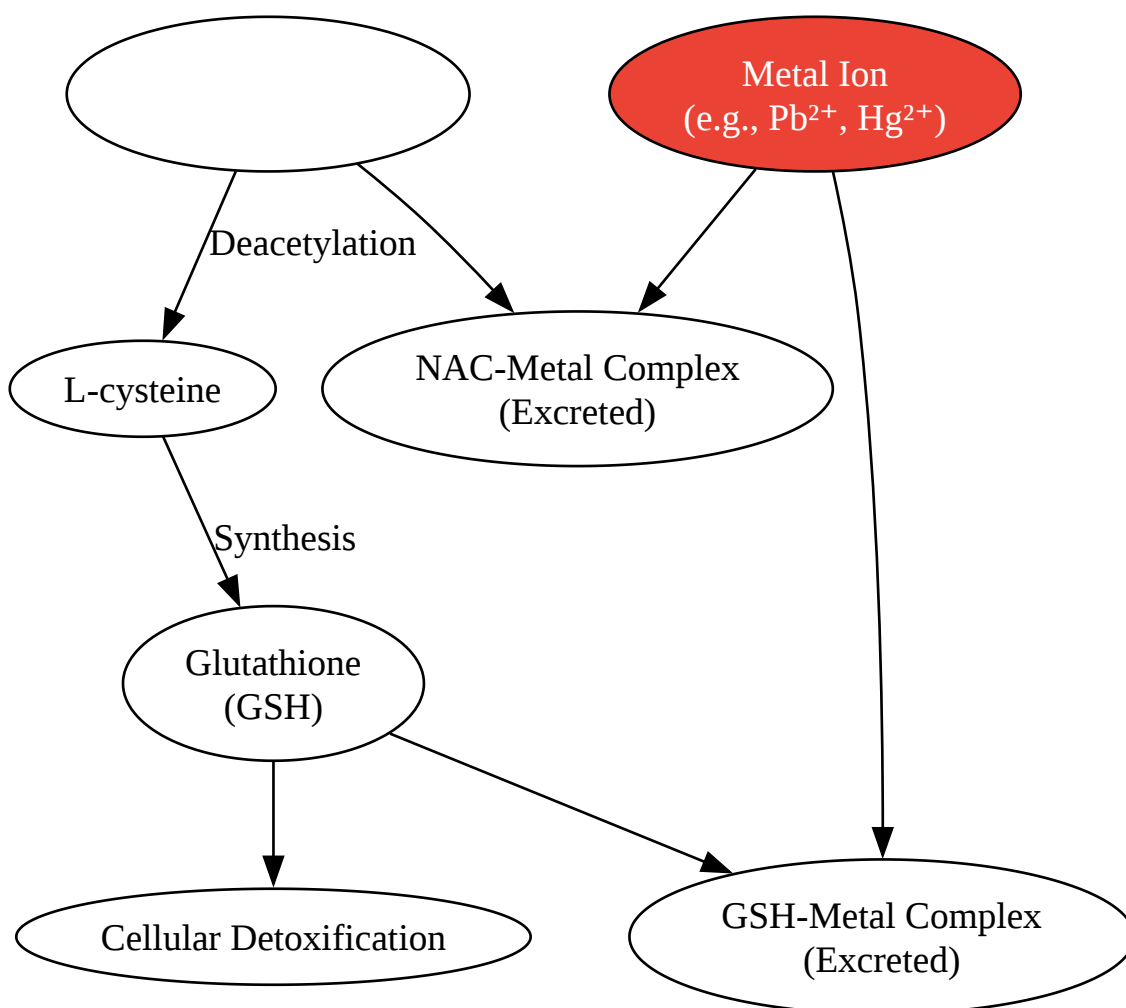 Metal Ion
(e.g., Pb²⁺, Hg²⁺)
Deacetylation
L-cysteine
NAC-Metal Complex
(Excreted)
Synthesis
Glutathione
(GSH)
Cellular Detoxification
GSH-Metal Complex
(Excreted)